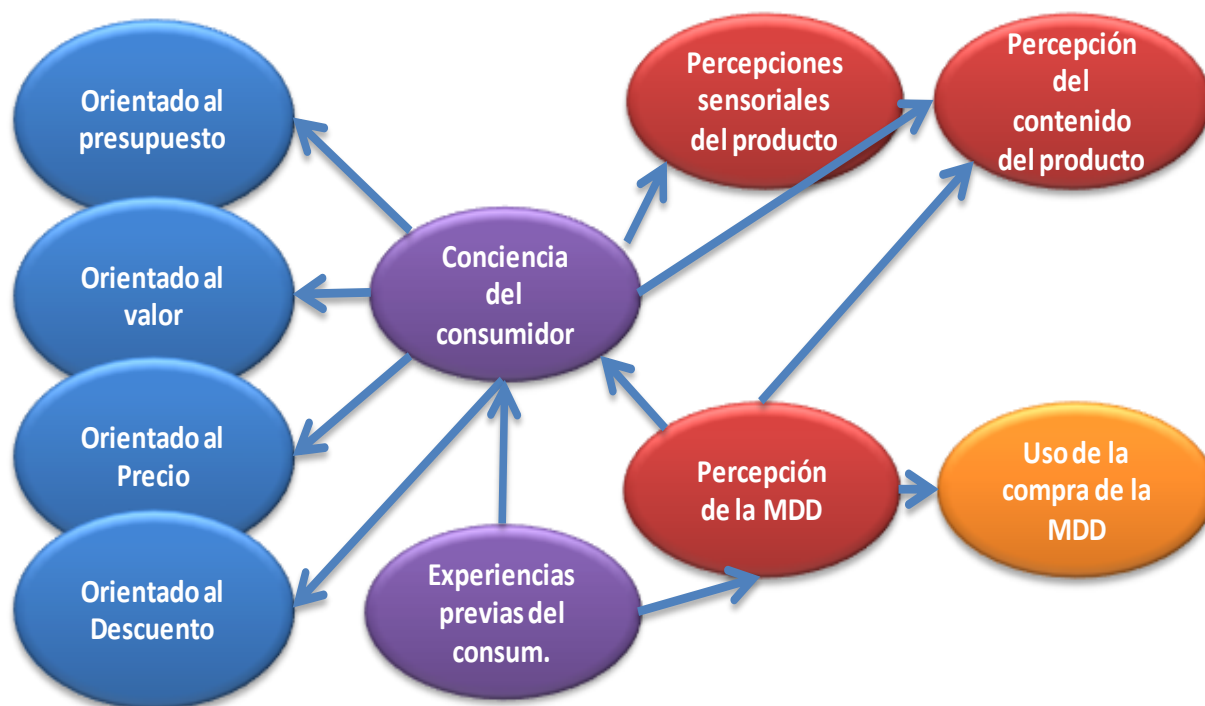 Orientado al
presupuesto
Orientado al
valor
Orientado al
Precio
Orientado al
Descuento
Conciencia
del
consumidor
Experiencias
previas del
consum.
Percepciones
sensoriales
del producto
Percepción
del
contenido
del producto
Percepción
de la MDD
Uso de la
compra de la
MDD